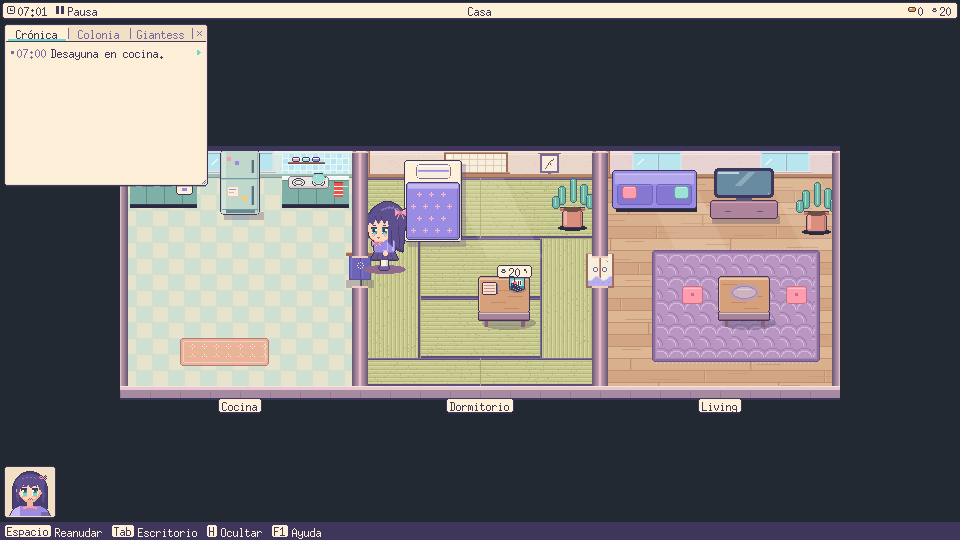 07:01 Pausa
Casa
0 20
Crónica Colonia Giantess ×
07:00 Desayuna en cocina.
20
Cocina
Dormitorio
Living
Espacio Reanudar Tab Escritorio H Ocultar F1 Ayuda